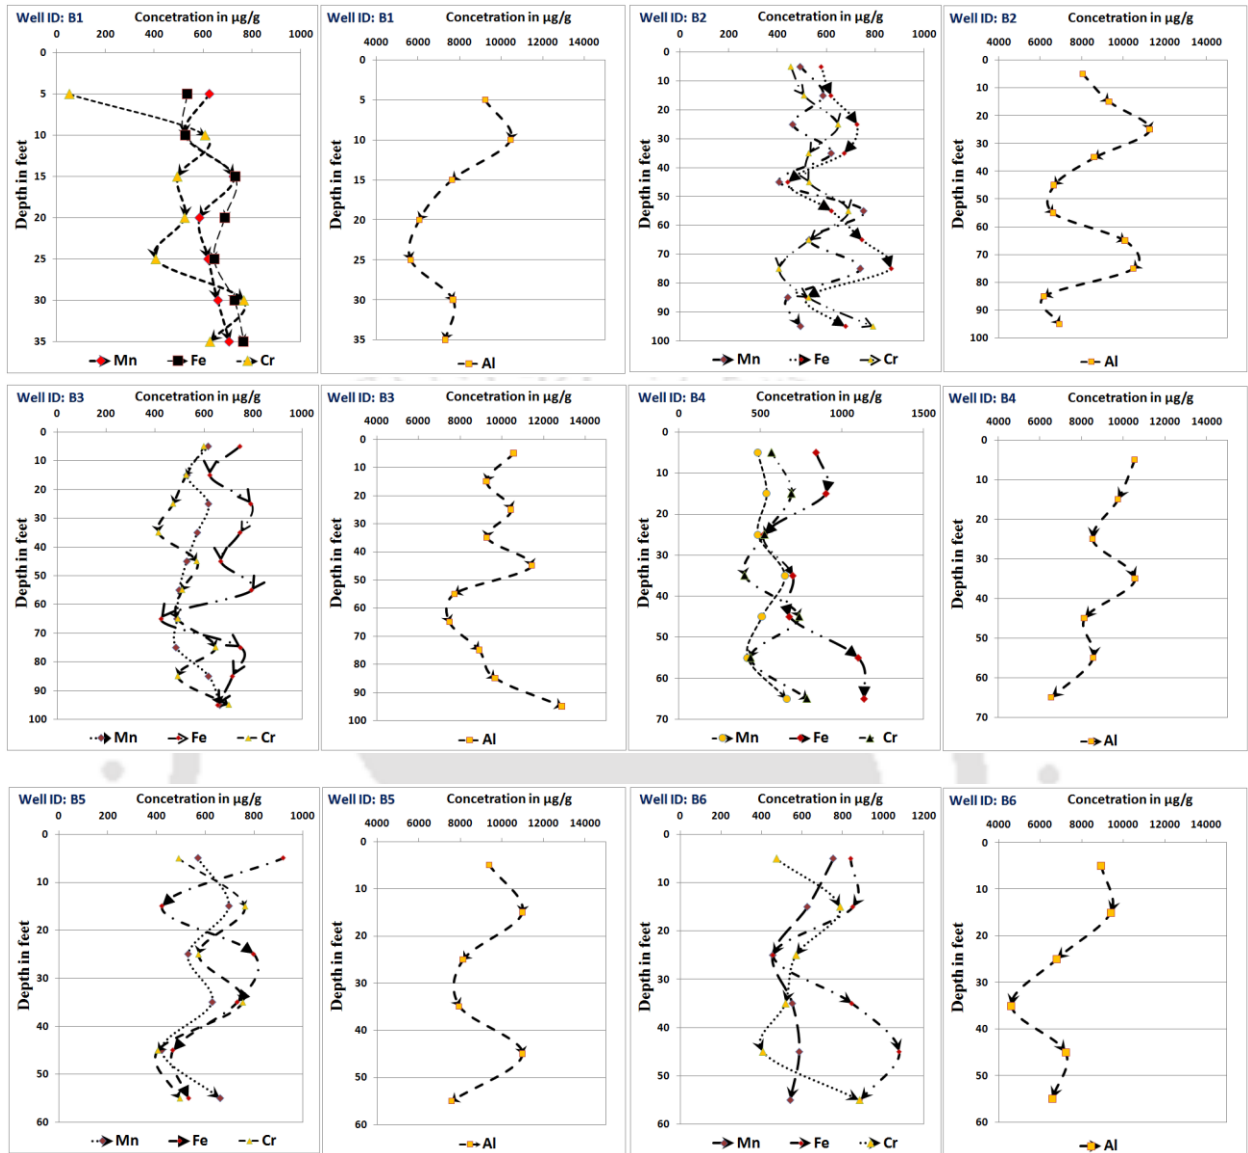 Well ID: B1 Concetration in µg/g
0 200 400 600 800 1000
Depth in feet
0
5
10
15
20
25
30
35
Mn Fe Cr
Well ID: B1 Concetration in µg/g
4000 6000 8000 10000 12000 14000
Depth in feet
0
5
10
15
20
25
30
35
Al
Well ID: B2 Concetration in µg/g
0 200 400 600 800 1000
Depth in feet
0
10
20
30
40
50
60
70
80
90
100
Mn Fe Cr
Well ID: B2 Concetration in µg/g
4000 6000 8000 10000 12000 14000
Depth in feet
0
10
20
30
40
50
60
70
80
90
100
Al
Well ID: B3 Concetration in µg/g
0 200 400 600 800 1000
Depth in feet
0
10
20
30
40
50
60
70
80
90
100
Mn Fe Cr
Well ID: B3 Concetration in µg/g
4000 6000 8000 10000 12000 14000
Depth in feet
0
10
20
30
40
50
60
70
80
90
100
Al
Well ID: B4 Concetration in µg/g
0 500 1000 1500
Depth in feet
0
10
20
30
40
50
60
70
Mn Fe Cr
Well ID: B4 Concetration in µg/g
4000 6000 8000 10000 12000 14000
Depth in feet
0
10
20
30
40
50
60
70
Al
Well ID: B5 Concetration in µg/g
0 200 400 600 800 1000
Depth in feet
0
10
20
30
40
50
60
Mn Fe Cr
Well ID: B5 Concetration in µg/g
4000 6000 8000 10000 12000 14000
Depth in feet
0
10
20
30
40
50
60
Al
Well ID: B6 Concetration in µg/g
0 200 400 600 800 1000 1200
Depth in feet
0
10
20
30
40
50
60
Mn Fe Cr
Well ID: B6 Concetration in µg/g
4000 6000 8000 10000 12000 14000
Depth in feet
0
10
20
30
40
50
60
Al